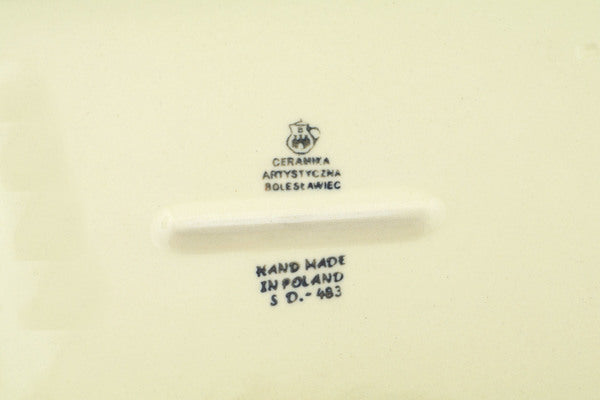 CERAMIKA
ARTYSTYCZNA
BOLESŁAWIEC
HAND MADE
IN POLAND
S D.-483